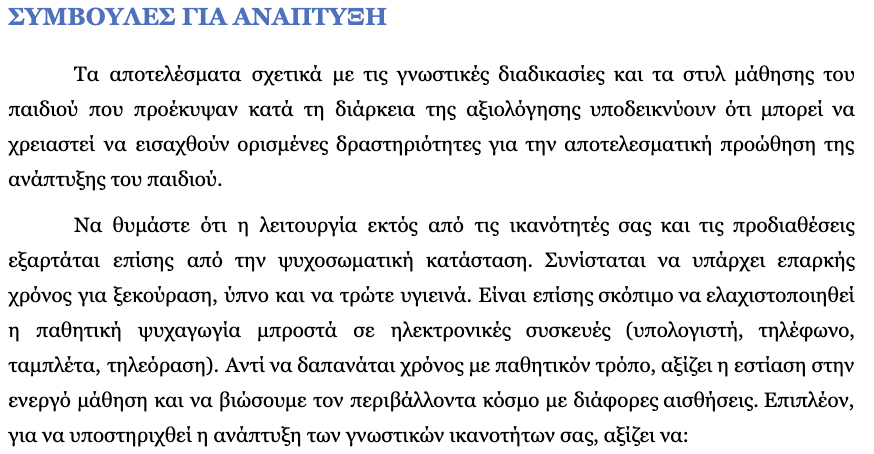 ΣΥΜΒΟΥΛΕΣ ΓΙΑ ΑΝΑΠΤΥΞΗ
Τα αποτελέσματα σχετικά με τις γνωστικές διαδικασίες και τα στυλ μάθησης του
παιδιού που προέκυψαν κατά τη διάρκεια της αξιολόγησης υποδεικνύουν ότι μπορεί να
χρειαστεί να εισαχθούν ορισμένες δραστηριότητες για την αποτελεσματική προώθηση της
ανάπτυξης του παιδιού.
Να θυμάστε ότι η λειτουργία εκτός από τις ικανότητές σας και τις προδιαθέσεις
εξαρτάται επίσης από την ψυχοσωματική κατάσταση. Συνίσταται να υπάρχει επαρκής
χρόνος για ξεκούραση, ύπνο και να τρώτε υγιεινά. Είναι επίσης σκόπιμο να ελαχιστοποιηθεί
η παθητική ψυχαγωγία μπροστά σε ηλεκτρονικές συσκευές (υπολογιστή, τηλέφωνο,
ταμπλέτα, τηλεόραση). Αντί να δαπανάται χρόνος με παθητικόν τρόπο, αξίζει η εστίαση στην
ενεργό μάθηση και να βιώσουμε τον περιβάλλοντα κόσμο με διάφορες αισθήσεις. Επιπλέον,
για να υποστηριχθεί η ανάπτυξη των γνωστικών ικανοτήτων σας, αξίζει να: